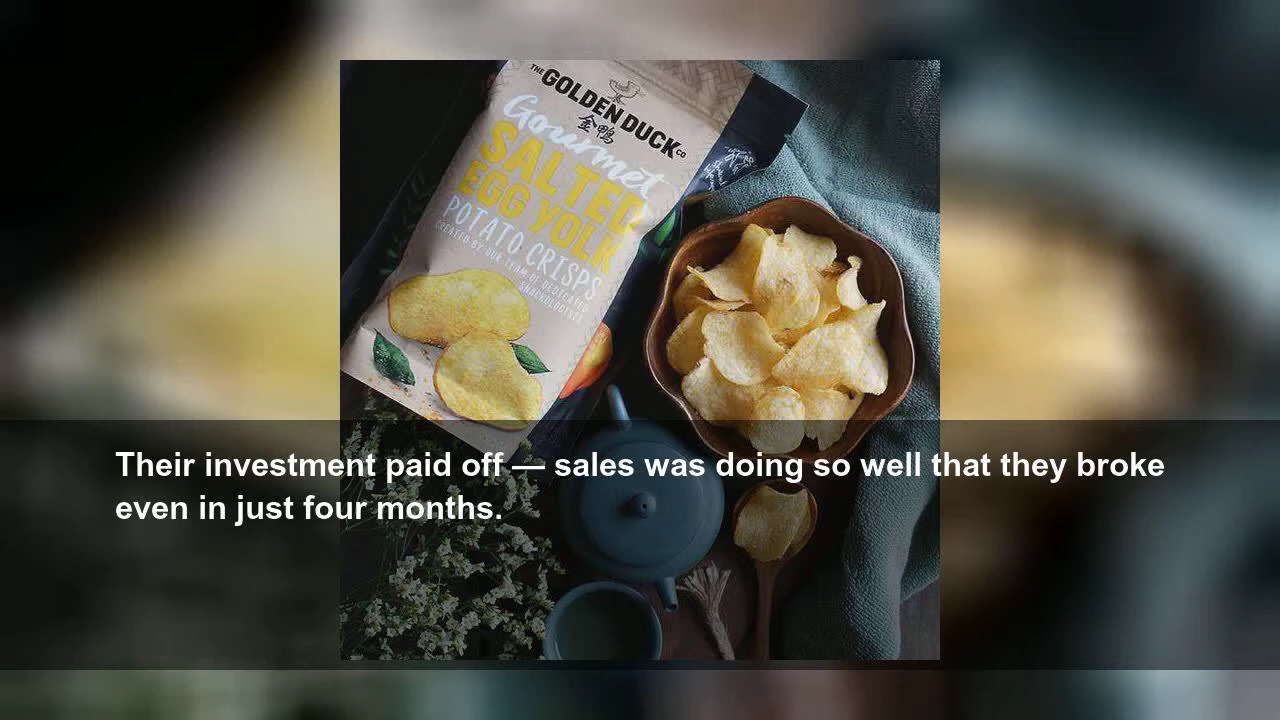 THE
GOLDEN DUCK CO
金鸭
Gourmet
SALTED
EGG YOLK
POTATO CRISPS
CREATED BY OUR TEAM OF DEDICATED
SNACKOLOGISTS
Their investment paid off — sales was doing so well that they broke
even in just four months.